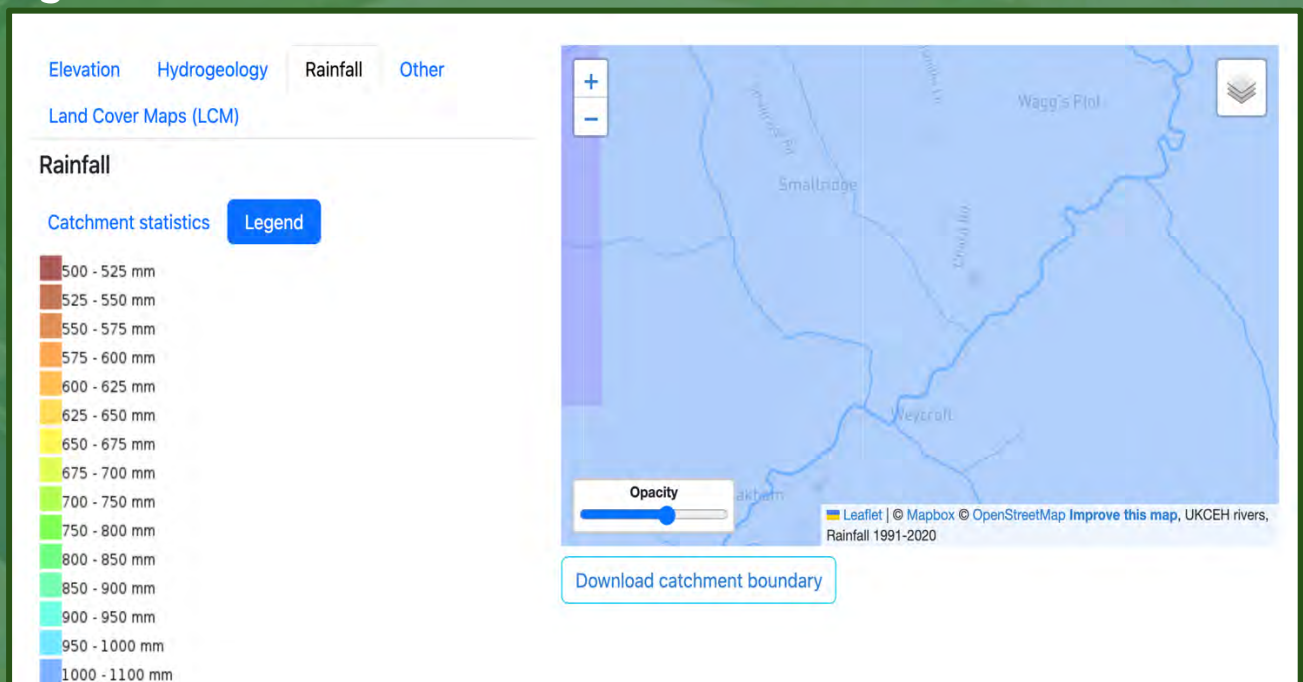 Elevation Hydrogeology Rainfall Other
Land Cover Maps (LCM)
Rainfall
Catchment statistics Legend
500 - 525 mm
525 - 550 mm
550 - 575 mm
575 - 600 mm
600 - 625 mm
625 - 650 mm
650 - 675 mm
675 - 700 mm
700 - 750 mm
750 - 800 mm
800 - 850 mm
850 - 900 mm
900 - 950 mm
950 - 1000 mm
1000 - 1100 mm
+
−
Wagg's Plot
Smallridge
Chard Rd
Weycroft
Opacity
Leaflet | © Mapbox © OpenStreetMap Improve this map, UKCEH rivers,
Rainfall 1991-2020
Download catchment boundary